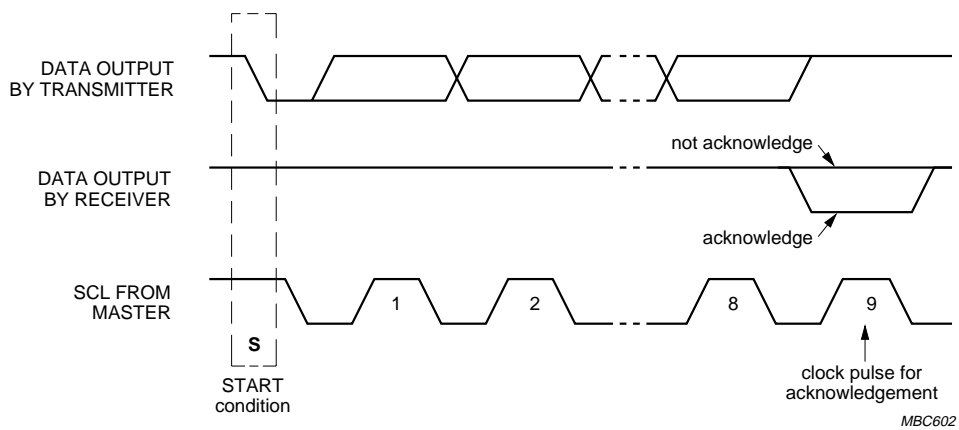 DATA OUTPUT
BY TRANSMITTER
not acknowledge
DATA OUTPUT
BY RECEIVER
acknowledge
SCL FROM
MASTER
1
2
8
9
S
START
condition
clock pulse for
acknowledgement
MBC602